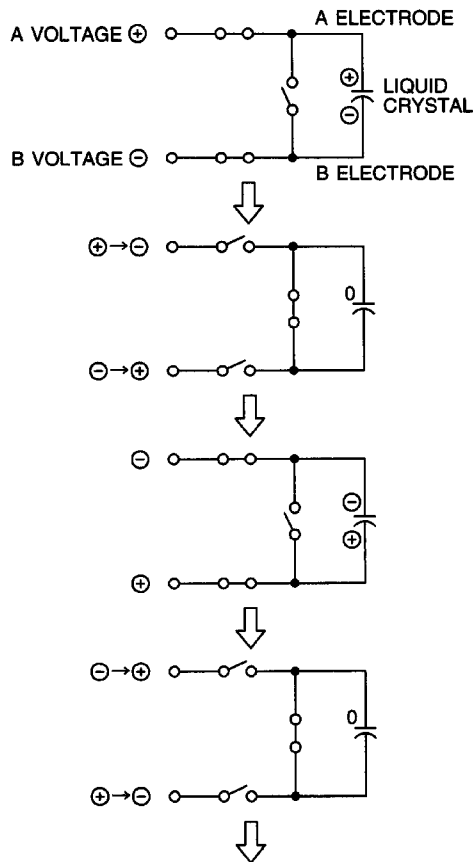 A VOLTAGE ⊕
A ELECTRODE
⊕
LIQUID
CRYSTAL
⊖
B VOLTAGE ⊖
B ELECTRODE
⊕→⊖
0
⊖→⊕
⊖
⊖
⊕
⊕
⊖→⊕
0
⊕→⊖